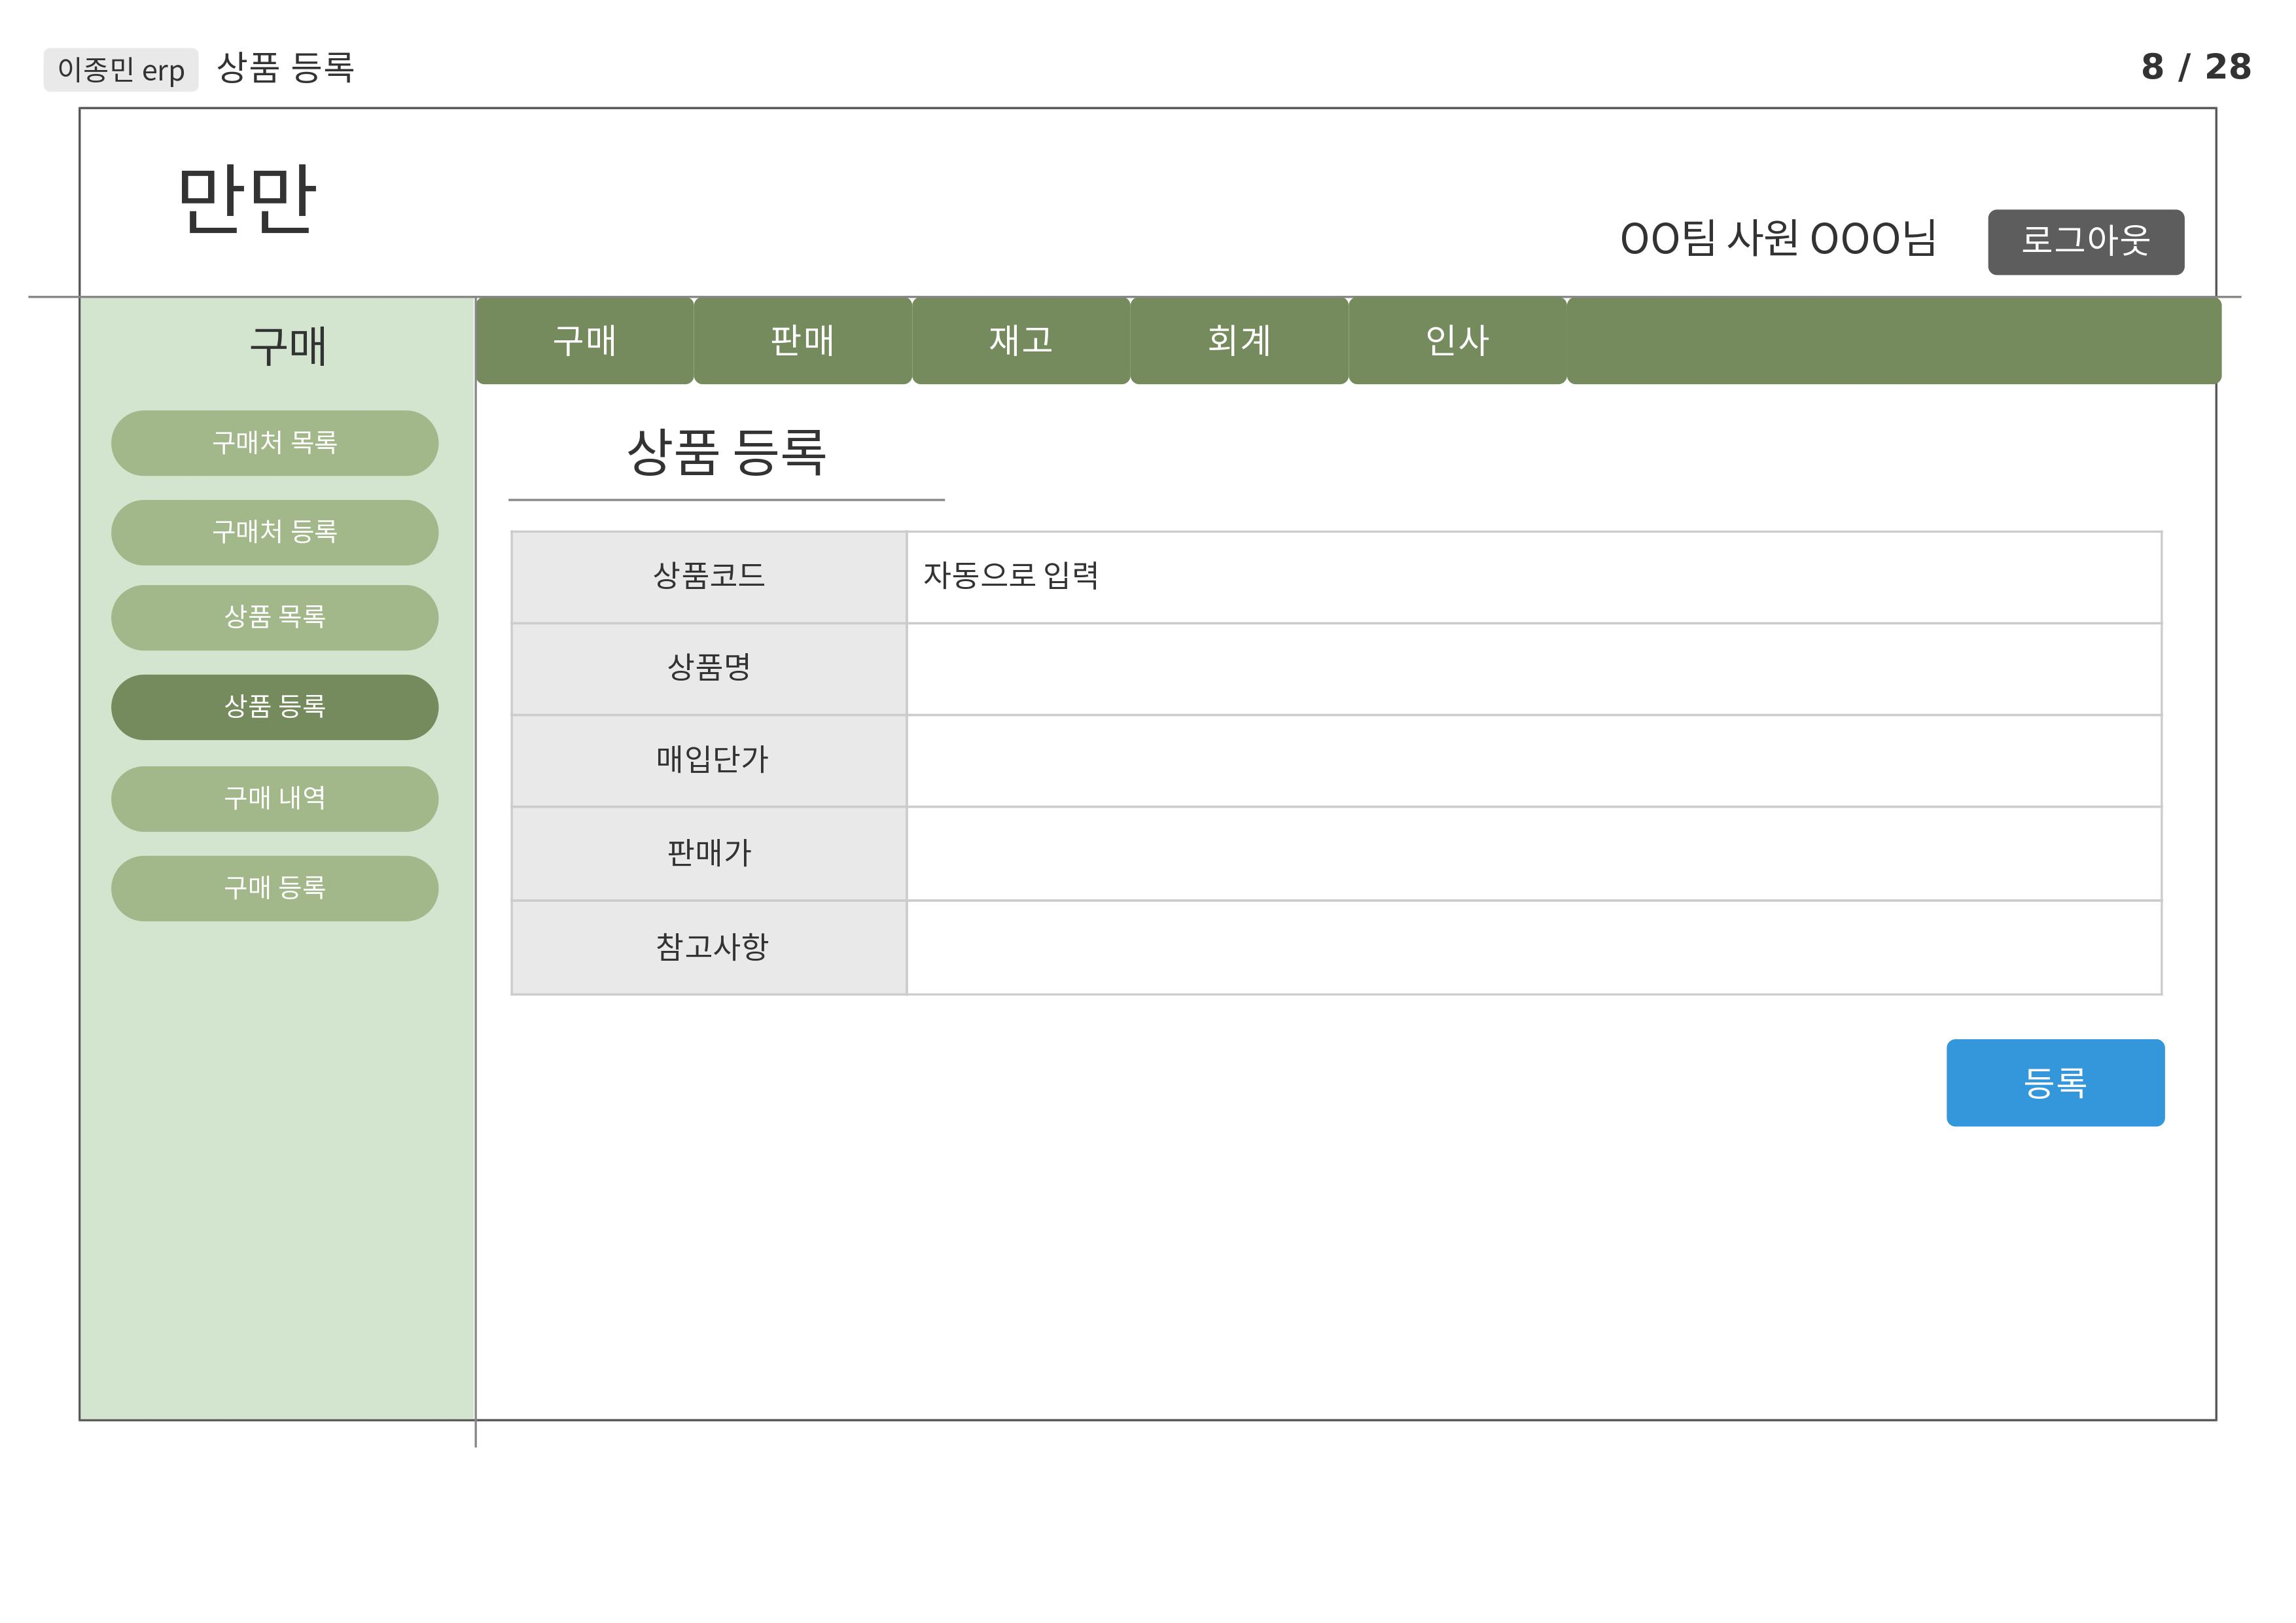 이종민 erp 상품 등록
8 / 28
만만
OO팀 사원 OOO님 로그아웃
구매
구매 판매 재고 회계 인사
구매처 목록
구매처 등록
상품 목록
상품 등록
구매 내역
구매 등록
상품 등록
상품코드 자동으로 입력
상품명
매입단가
판매가
참고사항
등록